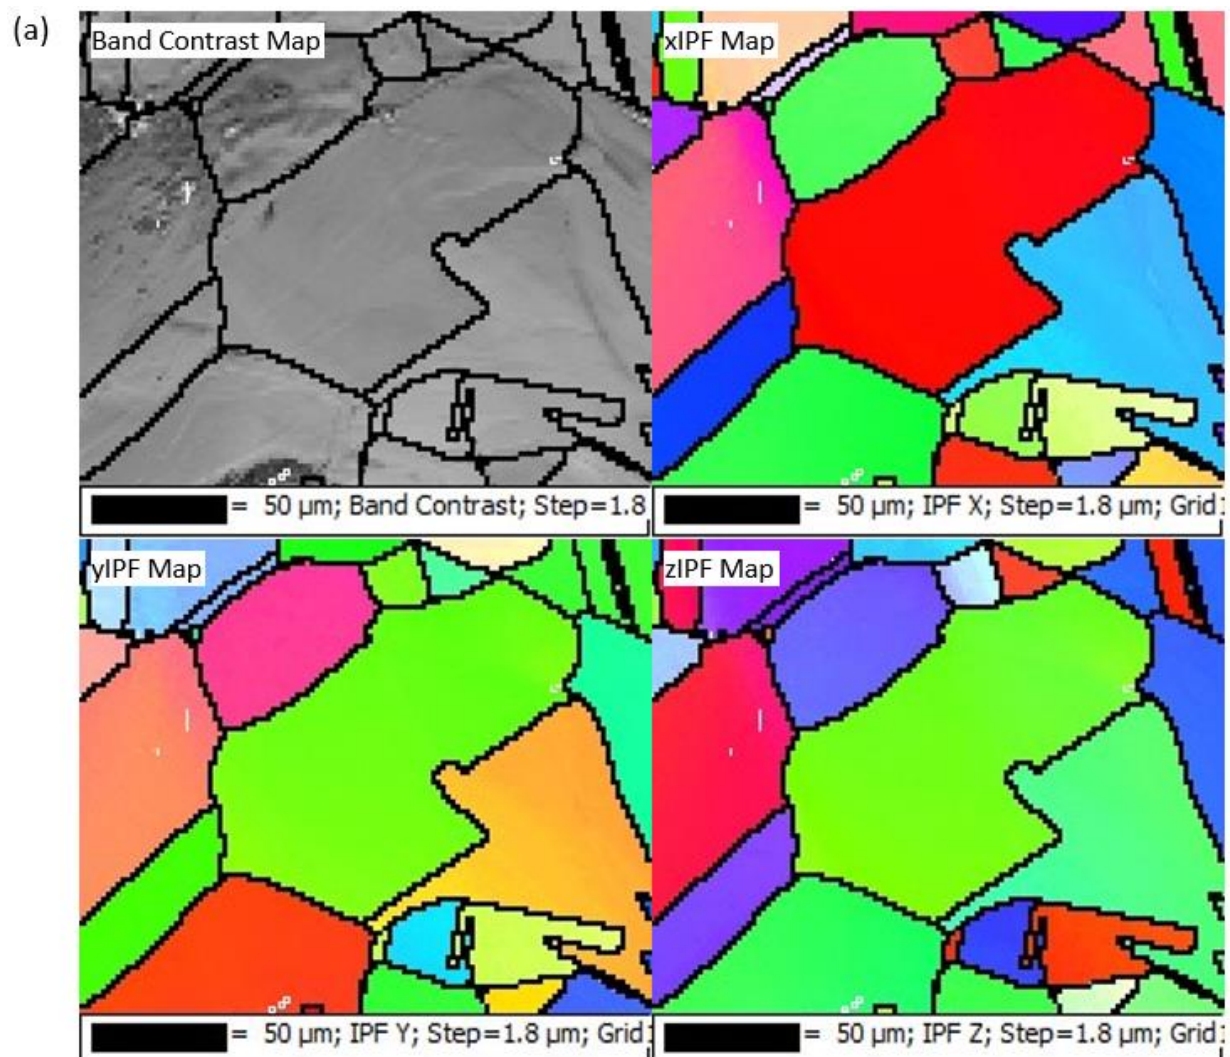 (a)
Band Contrast Map
xIPF Map
= 50 µm; Band Contrast; Step=1.8
= 50 µm; IPF X; Step=1.8 µm; Grid
yIPF Map
zIPF Map
= 50 µm; IPF Y; Step=1.8 µm; Grid
= 50 µm; IPF Z; Step=1.8 µm; Grid